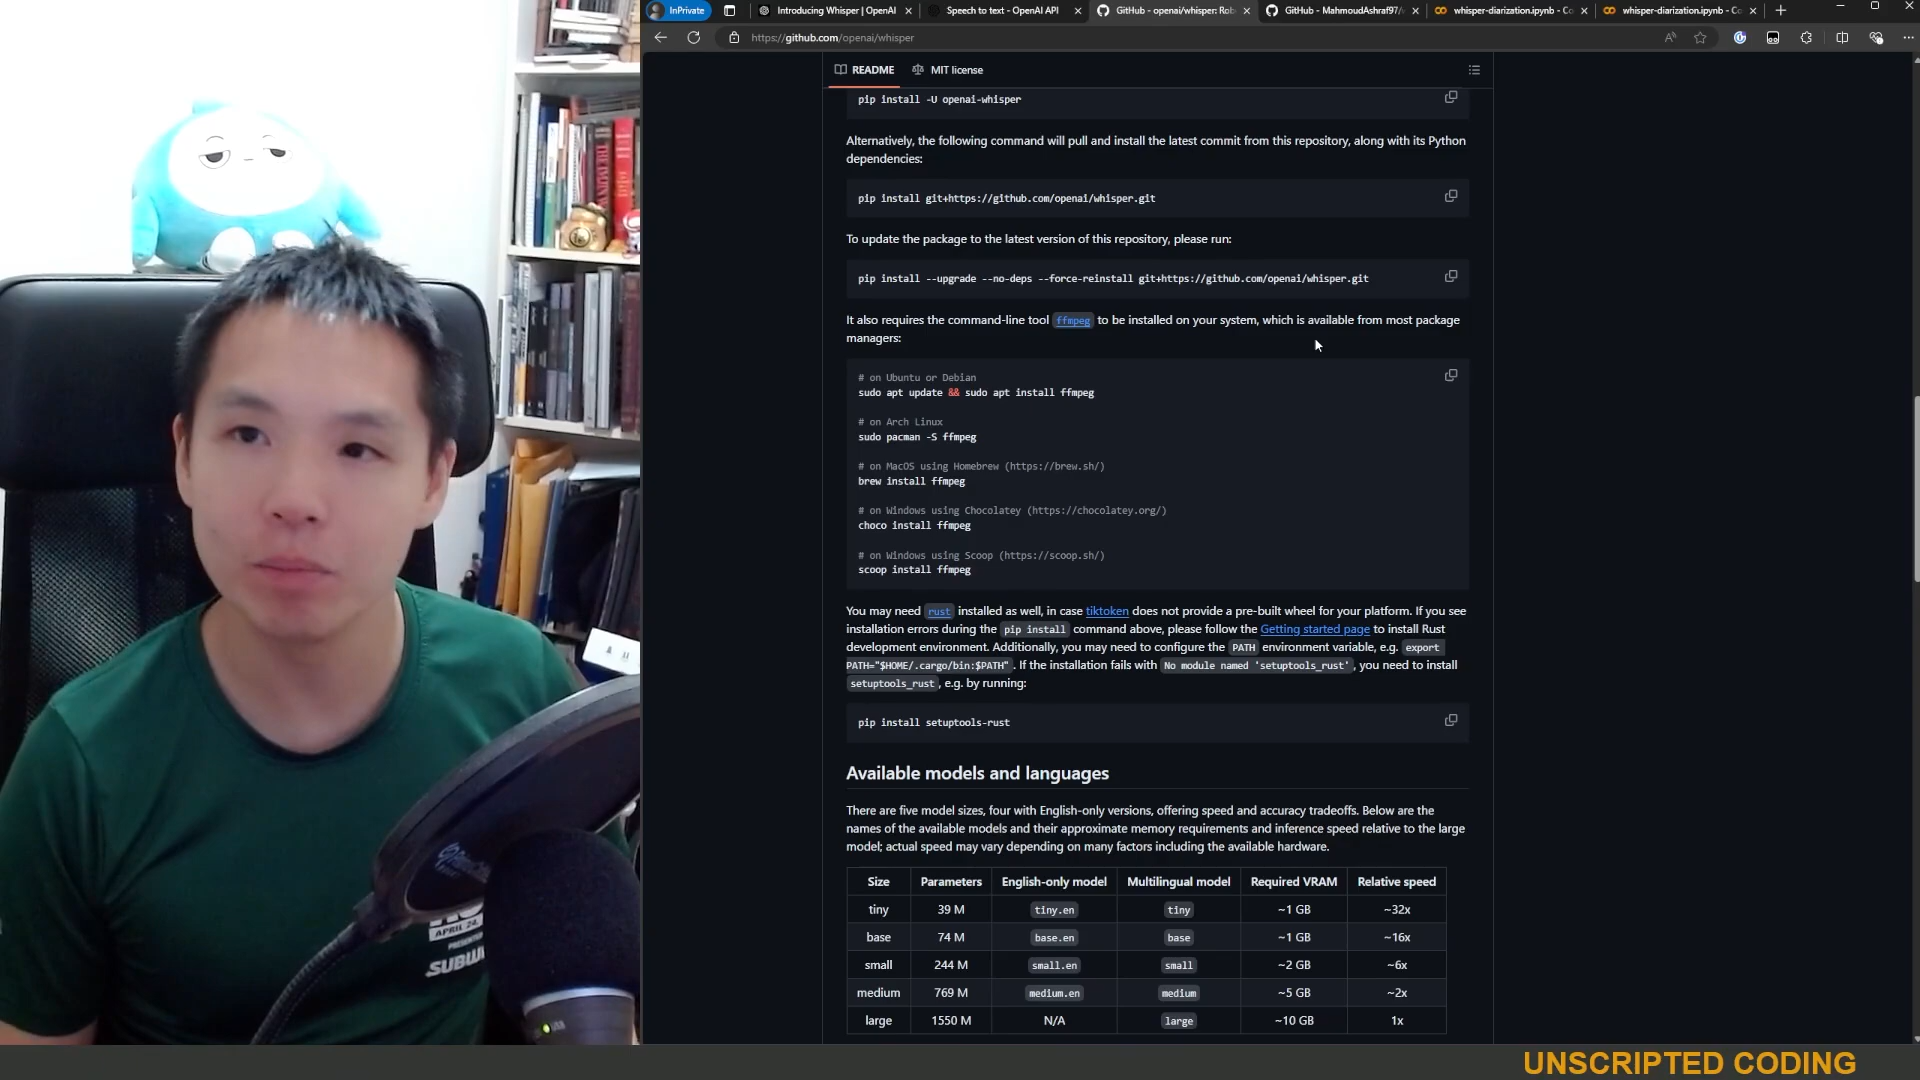 InPrivate
Introducing Whisper | OpenAI
Speech to text - OpenAI API
GitHub - openai/whisper: Rob
GitHub - MahmoudAshraf97/
whisper-diarization.ipynb - Co
whisper-diarization.ipynb - Co
https://github.com/openai/whisper
README
MIT license
pip install -U openai-whisper
Alternatively, the following command will pull and install the latest commit from this repository, along with its Python
dependencies:
pip install git+https://github.com/openai/whisper.git
To update the package to the latest version of this repository, please run:
pip install --upgrade --no-deps --force-reinstall git+https://github.com/openai/whisper.git
It also requires the command-line tool ffmpeg to be installed on your system, which is available from most package
managers:
# on Ubuntu or Debian
sudo apt update && sudo apt install ffmpeg
# on Arch Linux
sudo pacman -S ffmpeg
# on MacOS using Homebrew (https://brew.sh/)
brew install ffmpeg
# on Windows using Chocolatey (https://chocolatey.org/)
choco install ffmpeg
# on Windows using Scoop (https://scoop.sh/)
scoop install ffmpeg
You may need rust installed as well, in case tiktoken does not provide a pre-built wheel for your platform. If you see
installation errors during the pip install command above, please follow the Getting started page to install Rust
development environment. Additionally, you may need to configure the PATH environment variable, e.g. export
PATH="$HOME/.cargo/bin:$PATH". If the installation fails with No module named 'setuptools_rust', you need to install
setuptools_rust, e.g. by running:
pip install setuptools-rust
Available models and languages
There are five model sizes, four with English-only versions, offering speed and accuracy tradeoffs. Below are the
names of the available models and their approximate memory requirements and inference speed relative to the large
model; actual speed may vary depending on many factors including the available hardware.
Size Parameters English-only model Multilingual model Required VRAM Relative speed
tiny 39 M tiny.en tiny ~1 GB ~32x
base 74 M base.en base ~1 GB ~16x
small 244 M small.en small ~2 GB ~6x
medium 769 M medium.en medium ~5 GB ~2x
large 1550 M N/A large ~10 GB 1x
APRIL 24,
UNSCRIPTED CODING